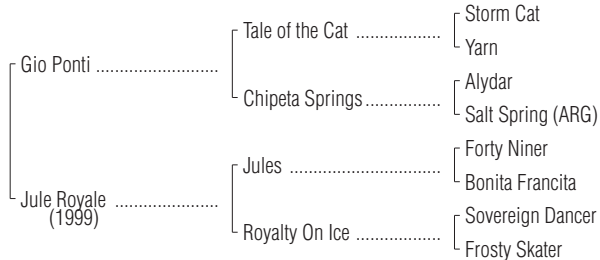 Storm Cat
Tale of the Cat ..................
Yarn
Gio Ponti ..........................
Alydar
Chipeta Springs................
Salt Spring (ARG)
Forty Niner
Jules ................................
Bonita Francita
Jule Royale ......................
(1999)
Sovereign Dancer
Royalty On Ice ..................
Frosty Skater